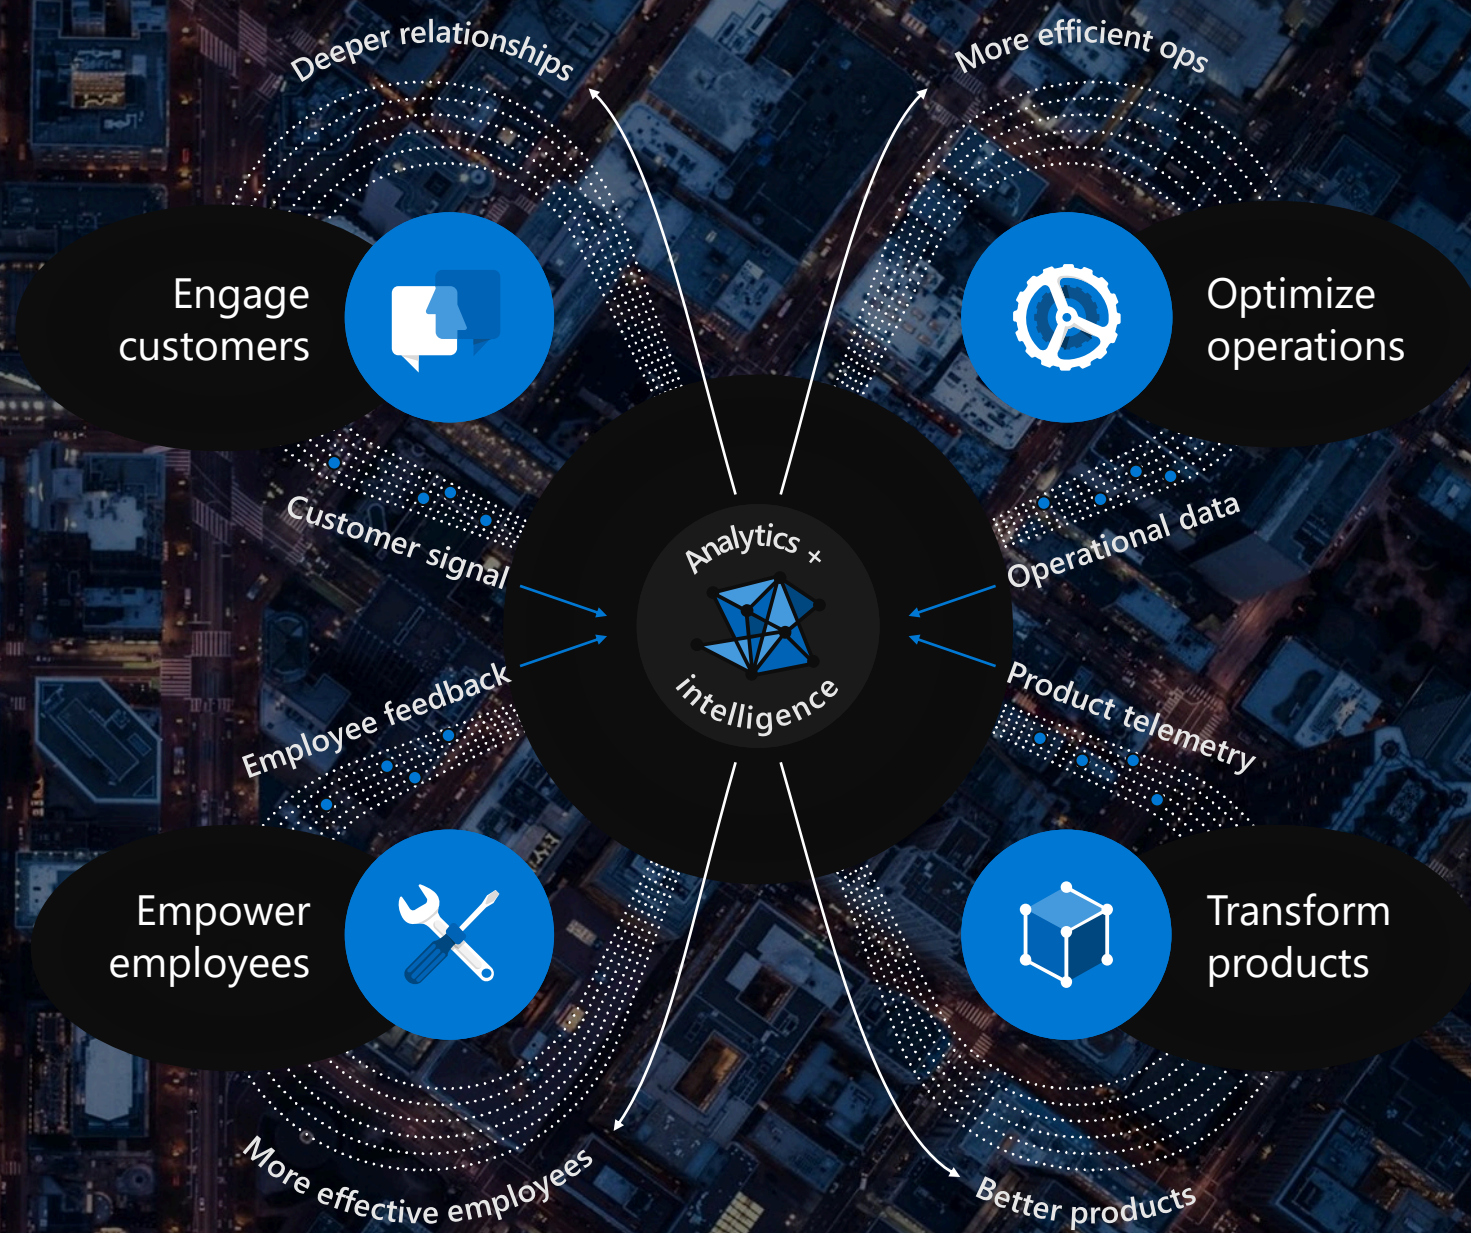 Deeper relationships
More efficient ops
Engage
customers
Optimize
operations
Customer signal
Operational data
Analytics +
intelligence
Employee feedback
Product telemetry
Empower
employees
Transform
products
More effective employees
Better products